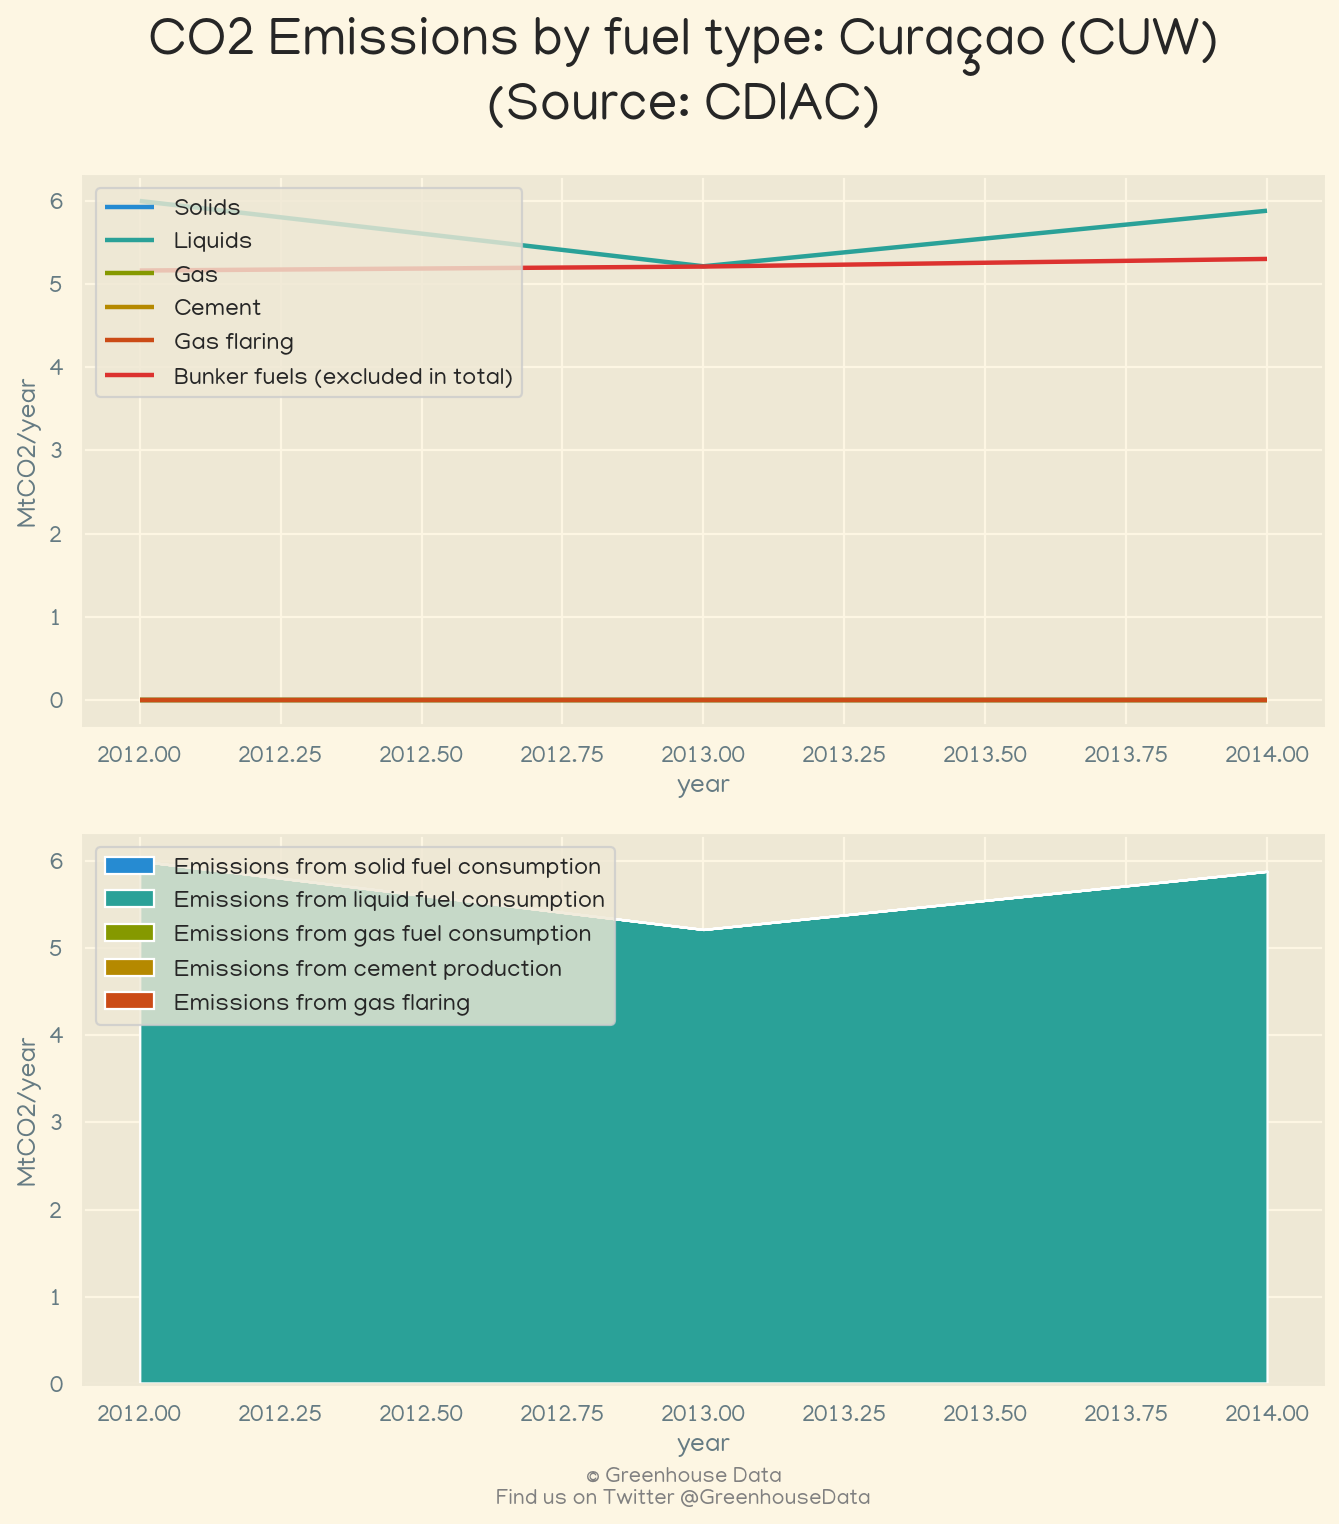 CO2 Emissions by fuel type: Curaçao (CUW)
(Source: CDIAC)
6
5
4
3
2
1
0
MtCO2/year
Solids
Liquids
Gas
Cement
Gas flaring
Bunker fuels (excluded in total)
2012.00 2012.25 2012.50 2012.75 2013.00 2013.25 2013.50 2013.75 2014.00
year
6
5
4
3
2
1
0
MtCO2/year
Emissions from solid fuel consumption
Emissions from liquid fuel consumption
Emissions from gas fuel consumption
Emissions from cement production
Emissions from gas flaring
2012.00 2012.25 2012.50 2012.75 2013.00 2013.25 2013.50 2013.75 2014.00
year
© Greenhouse Data
Find us on Twitter @GreenhouseData